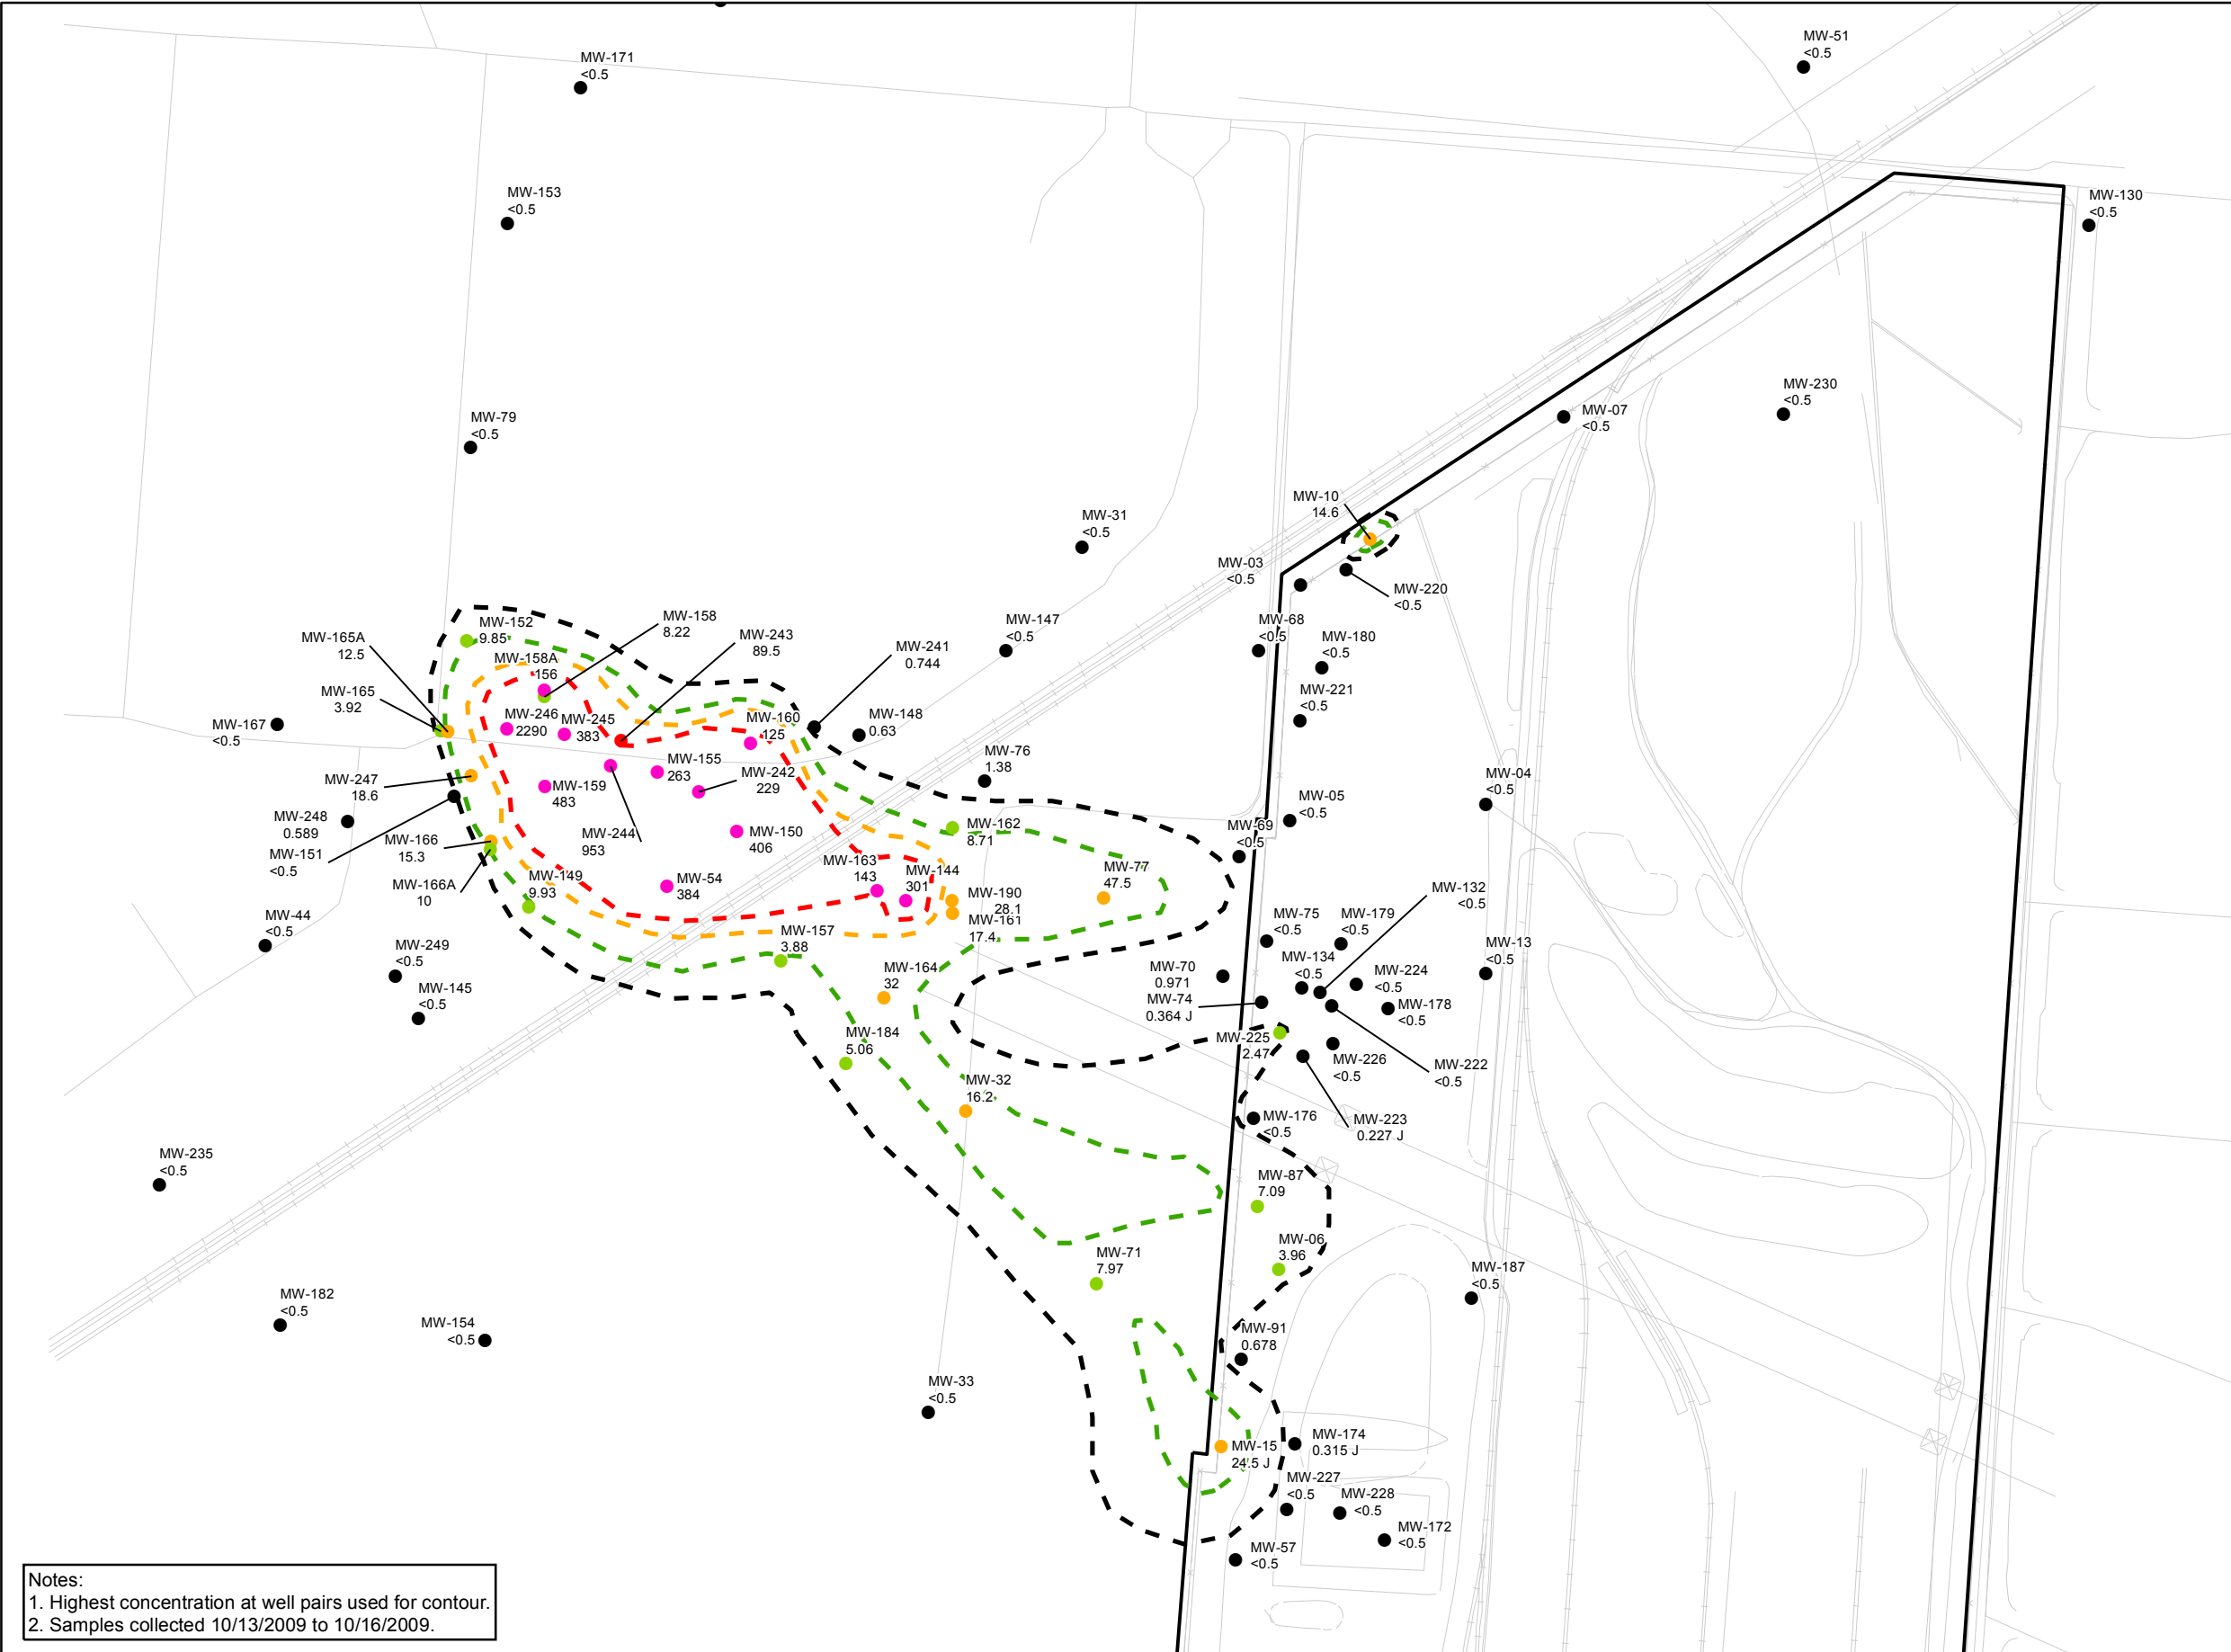 MW-171
<0.5
MW-51
<0.5
MW-153
<0.5
MW-130
<0.5
MW-79
<0.5
MW-230
<0.5
MW-07
<0.5
MW-10
14.6
MW-31
<0.5
MW-03
<0.5
MW-220
<0.5
MW-152
9.85
MW-158
8.22
MW-165A
12.5
MW-243
89.5
MW-241
0.744
MW-147
<0.5
MW-68
<0.5
MW-180
<0.5
MW-158A
156
MW-165
3.92
MW-221
<0.5
MW-167
<0.5
MW-246
2290
MW-245
383
MW-160
125
MW-148
0.63
MW-155
263
MW-242
229
MW-76
1.38
MW-04
<0.5
MW-247
18.6
MW-159
483
MW-05
<0.5
MW-248
0.589
MW-151
<0.5
MW-166
15.3
MW-244
953
MW-150
406
MW-162
8.71
MW-69
<0.5
MW-163
143
MW-144
301
MW-77
47.5
MW-166A
10
MW-149
9.93
MW-54
384
MW-190
28.1
MW-161
17.4
MW-132
<0.5
MW-44
<0.5
MW-157
3.88
MW-75
<0.5
MW-179
<0.5
MW-249
<0.5
MW-13
<0.5
MW-134
<0.5
MW-164
32
MW-70
0.971
MW-224
<0.5
MW-145
<0.5
MW-74
0.364 J
MW-178
<0.5
MW-184
5.06
MW-225
2.47
MW-226
<0.5
MW-222
<0.5
MW-32
16.2
MW-176
<0.5
MW-223
0.227 J
MW-235
<0.5
MW-87
7.09
MW-71
7.97
MW-06
3.96
MW-187
<0.5
MW-182
<0.5
MW-154
<0.5
MW-91
0.678
MW-33
<0.5
MW-15
24.5 J
MW-174
0.315 J
MW-227
<0.5
MW-228
<0.5
MW-172
<0.5
MW-57
<0.5
Notes:
1. Highest concentration at well pairs used for contour.
2. Samples collected 10/13/2009 to 10/16/2009.